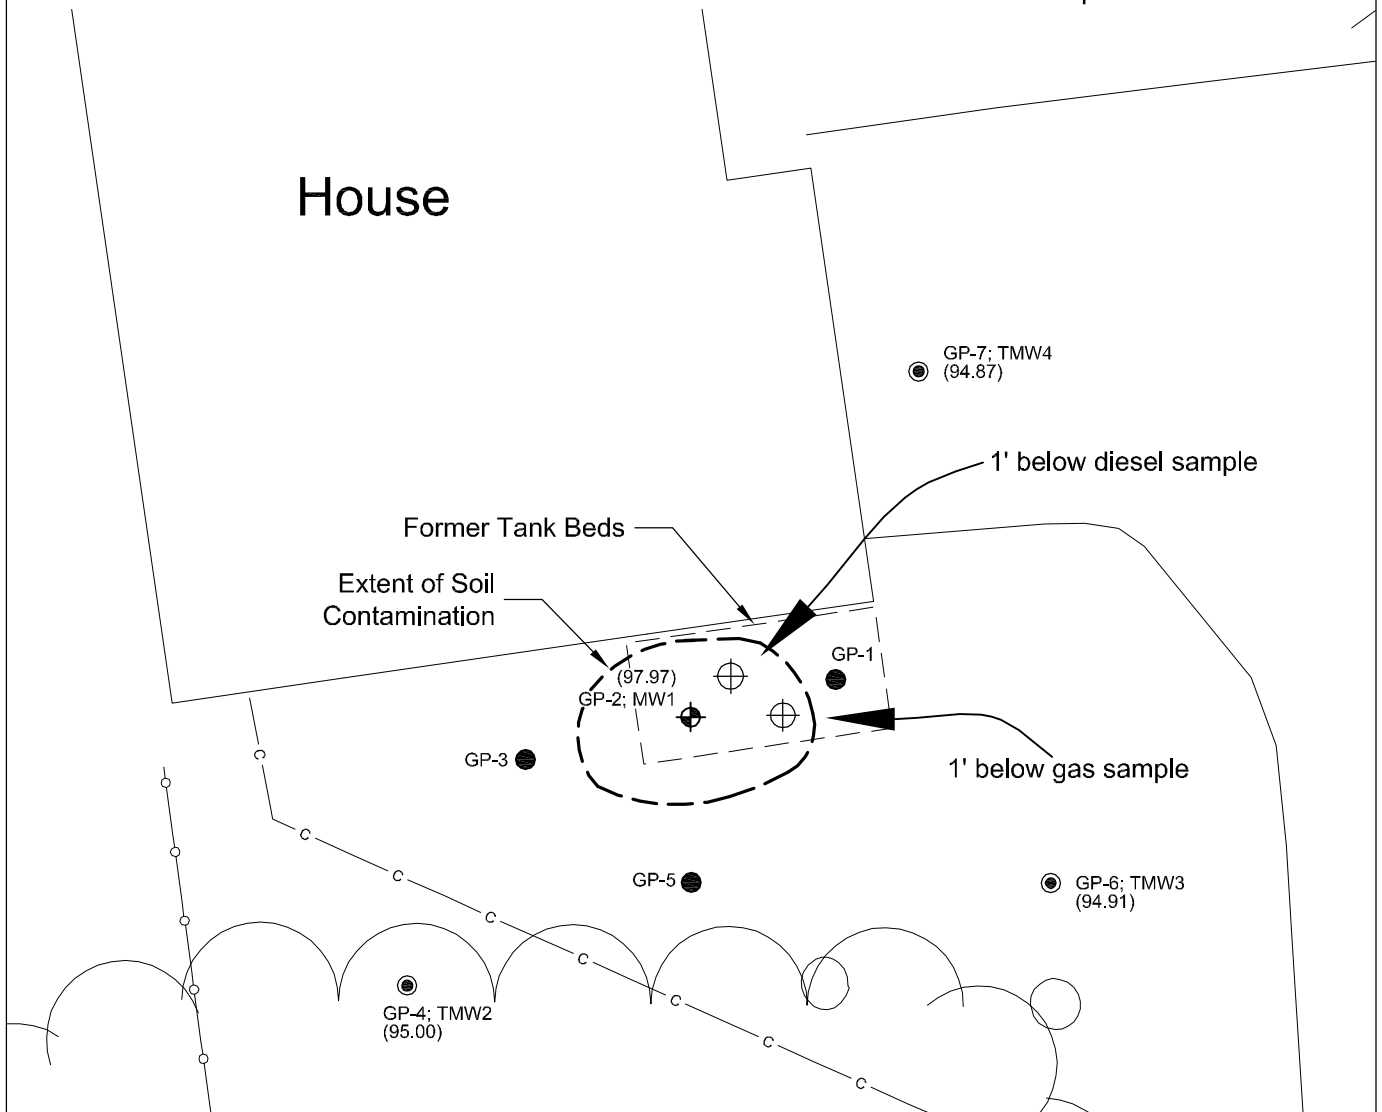 House
GP-7; TMW4
(94.87)
1' below diesel sample
Former Tank Beds
Extent of Soil
Contamination
GP-1
(97.97)
GP-2; MW1
GP-3
1' below gas sample
GP-5
GP-6; TMW3
(94.91)
GP-4; TMW2
(95.00)
C
C
C
C
C
C
C
C